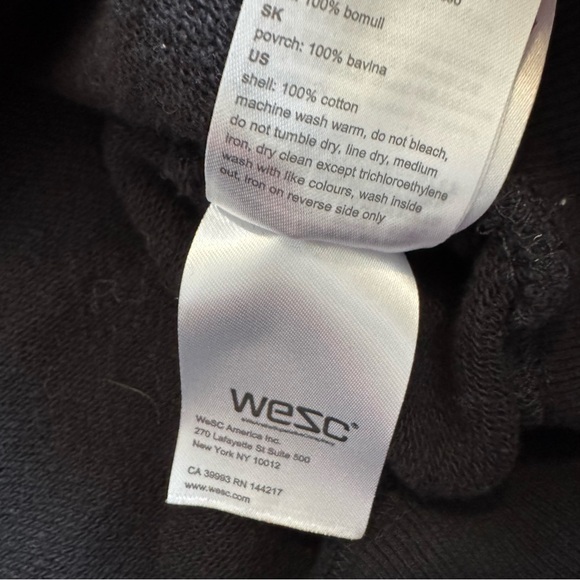 100% bomull
SK
povrch: 100% bavlna
US
shell: 100% cotton
machine wash warm, do not bleach,
do not tumble dry, line dry, medium
iron, dry clean except trichloroethylene
wash with like colours, wash inside
out, iron on reverse side only
wesc
WeSC America Inc.
270 Lafayette St Suite 500
New York NY 10012
CA 39993 RN 144217
www.wesc.com